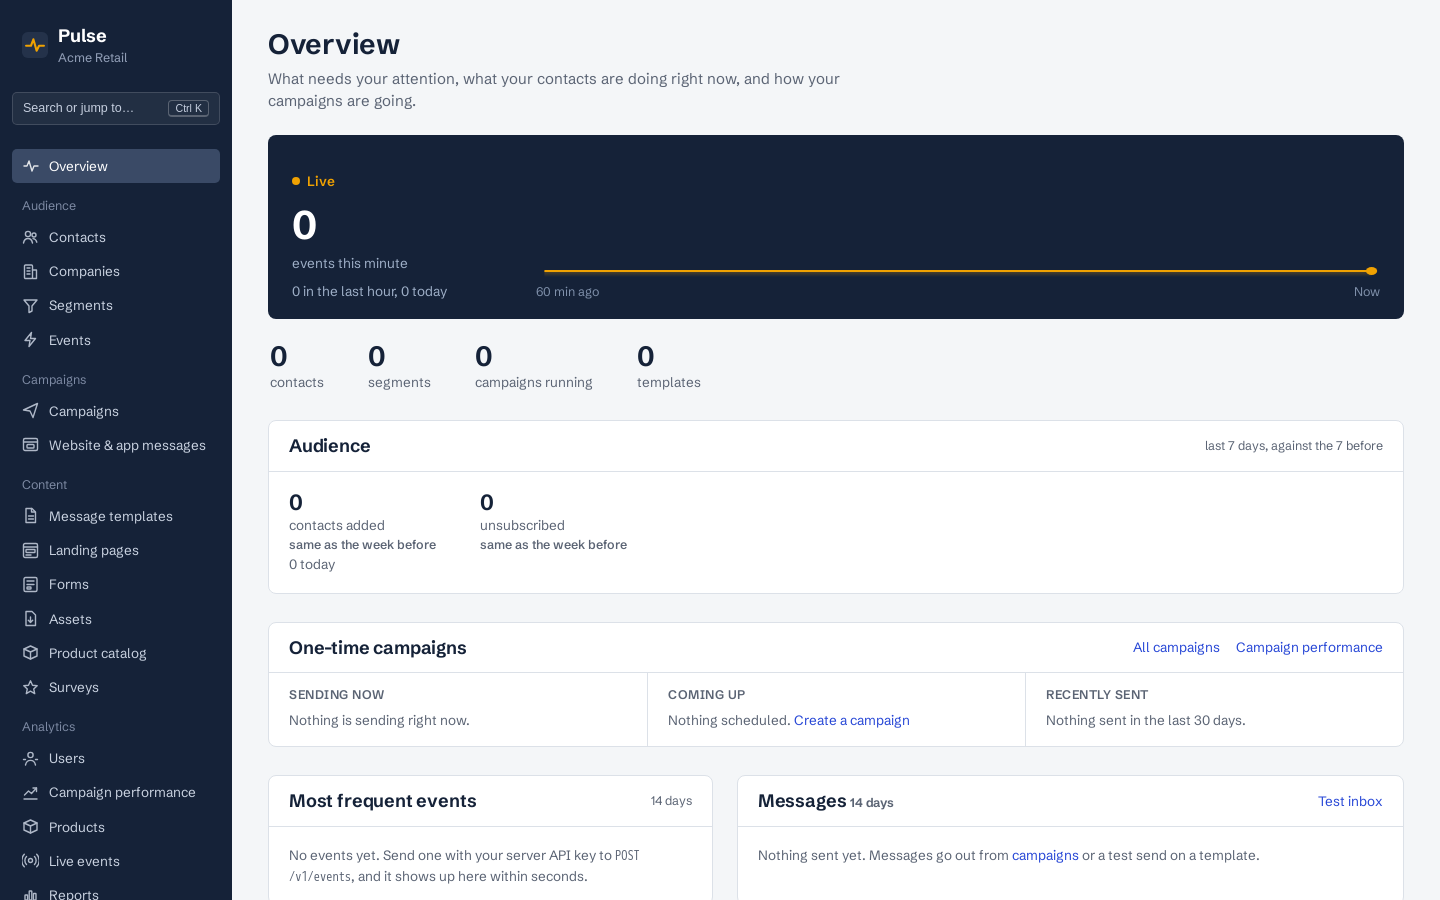 Pulse
Acme Retail
Search or jump to...
Ctrl K
Overview
Audience
Contacts
Companies
Segments
Events
Campaigns
Campaigns
Website & app messages
Content
Message templates
Landing pages
Forms
Assets
Product catalog
Surveys
Analytics
Users
Campaign performance
Products
Live events
Reports
Overview
What needs your attention, what your contacts are doing right now, and how your
campaigns are going.
Live
0
events this minute
0 in the last hour, 0 today
60 min ago
Now
0
contacts
0
segments
0
campaigns running
0
templates
Audience
last 7 days, against the 7 before
0
contacts added
same as the week before
0 today
0
unsubscribed
same as the week before
One-time campaigns
All campaigns
Campaign performance
SENDING NOW
Nothing is sending right now.
COMING UP
Nothing scheduled. Create a campaign
RECENTLY SENT
Nothing sent in the last 30 days.
Most frequent events
14 days
No events yet. Send one with your server API key to POST
/v1/events, and it shows up here within seconds.
Messages 14 days
Test inbox
Nothing sent yet. Messages go out from campaigns or a test send on a template.